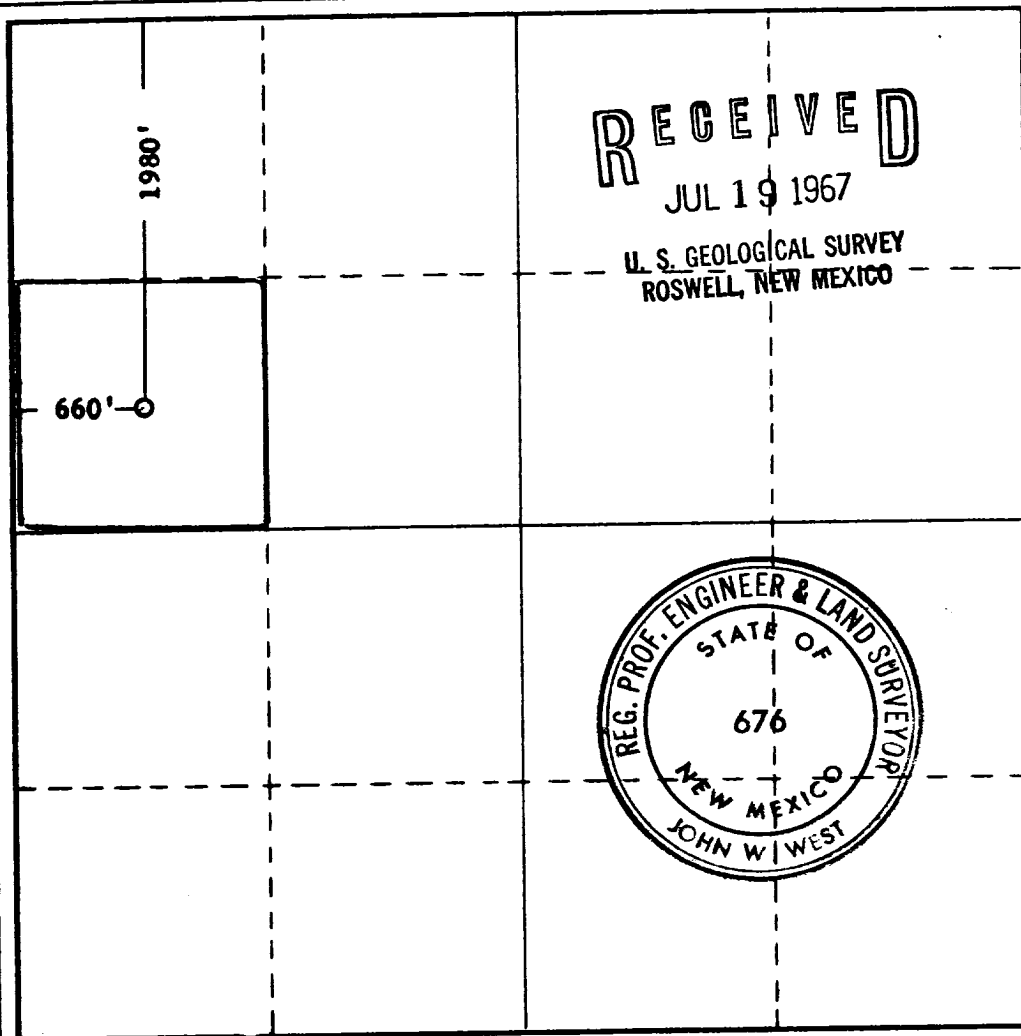 1980'
RECEIVED
JUL 19 1967
U. S. GEOLOGICAL SURVEY
ROSWELL, NEW MEXICO
660'
REG. PROF. ENGINEER & LAND SURVEYOR
STATE OF
676
NEW MEXICO
JOHN W WEST